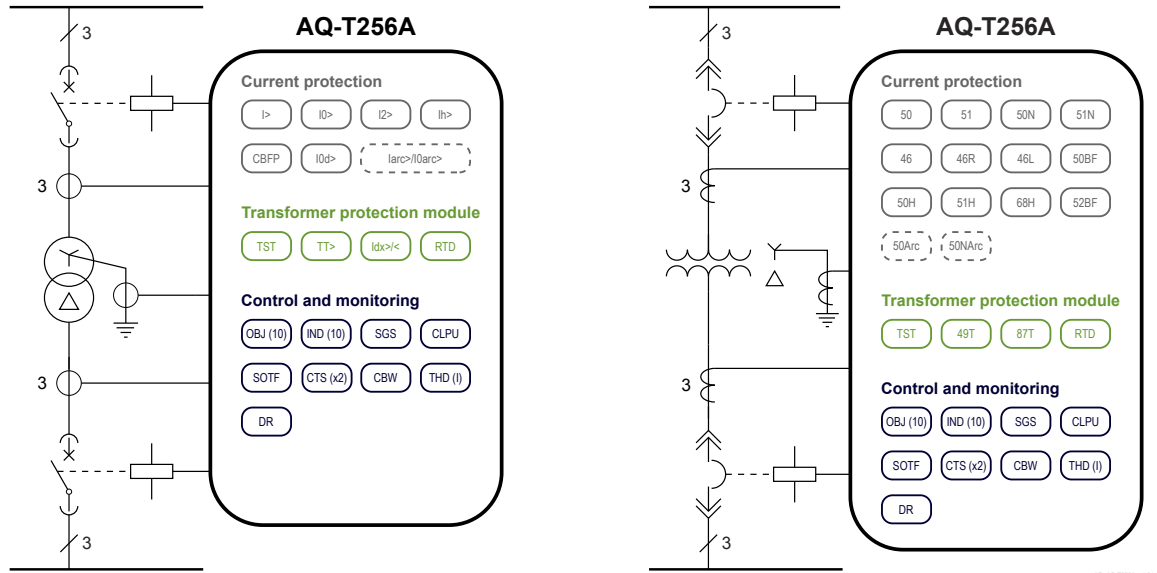 AQ-T256A
3
Current protection
I> I0> I2> Ih>
CBFP I0d> Iarc>/I0arc>
3
Transformer protection module
TST TT> Idx>/< RTD
Control and monitoring
OBJ (10) IND (10) SGS CLPU
3
SOTF CTS (x2) CBW THD (I)
DR
3
AQ-T256A
3
Current protection
50 51 50N 51N
46 46R 46L 50BF
3
50H 51H 68H 52BF
50Arc 50NArc
Transformer protection module
TST 49T 87T RTD
3
Control and monitoring
OBJ (10) IND (10) SGS CLPU
SOTF CTS (x2) CBW THD (I)
DR
3